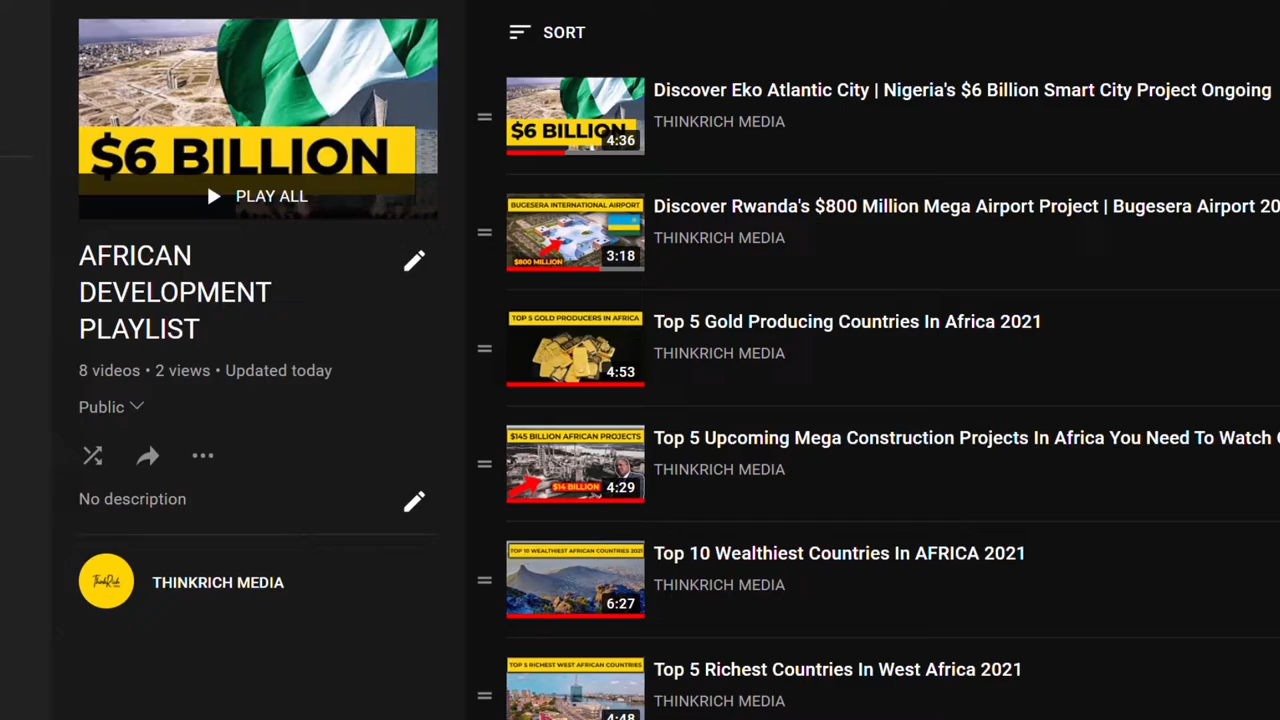 $6 BILLION
PLAY ALL
AFRICAN
DEVELOPMENT
PLAYLIST
8 videos • 2 views • Updated today
Public
No description
ThinkRich
THINKRICH MEDIA
SORT
$6 BILLION
4:36
Discover Eko Atlantic City | Nigeria's $6 Billion Smart City Project Ongoing
THINKRICH MEDIA
BUGESERA INTERNATIONAL AIRPORT
$800 MILLION
3:18
Discover Rwanda's $800 Million Mega Airport Project | Bugesera Airport 20
THINKRICH MEDIA
TOP 5 GOLD PRODUCERS IN AFRICA
4:53
Top 5 Gold Producing Countries In Africa 2021
THINKRICH MEDIA
$145 BILLION AFRICAN PROJECTS
$14 BILLION
4:29
Top 5 Upcoming Mega Construction Projects In Africa You Need To Watch
THINKRICH MEDIA
TOP 10 WEALTHIEST AFRICAN COUNTRIES 2021
6:27
Top 10 Wealthiest Countries In AFRICA 2021
THINKRICH MEDIA
TOP 5 RICHEST WEST AFRICAN COUNTRIES
4:48
Top 5 Richest Countries In West Africa 2021
THINKRICH MEDIA